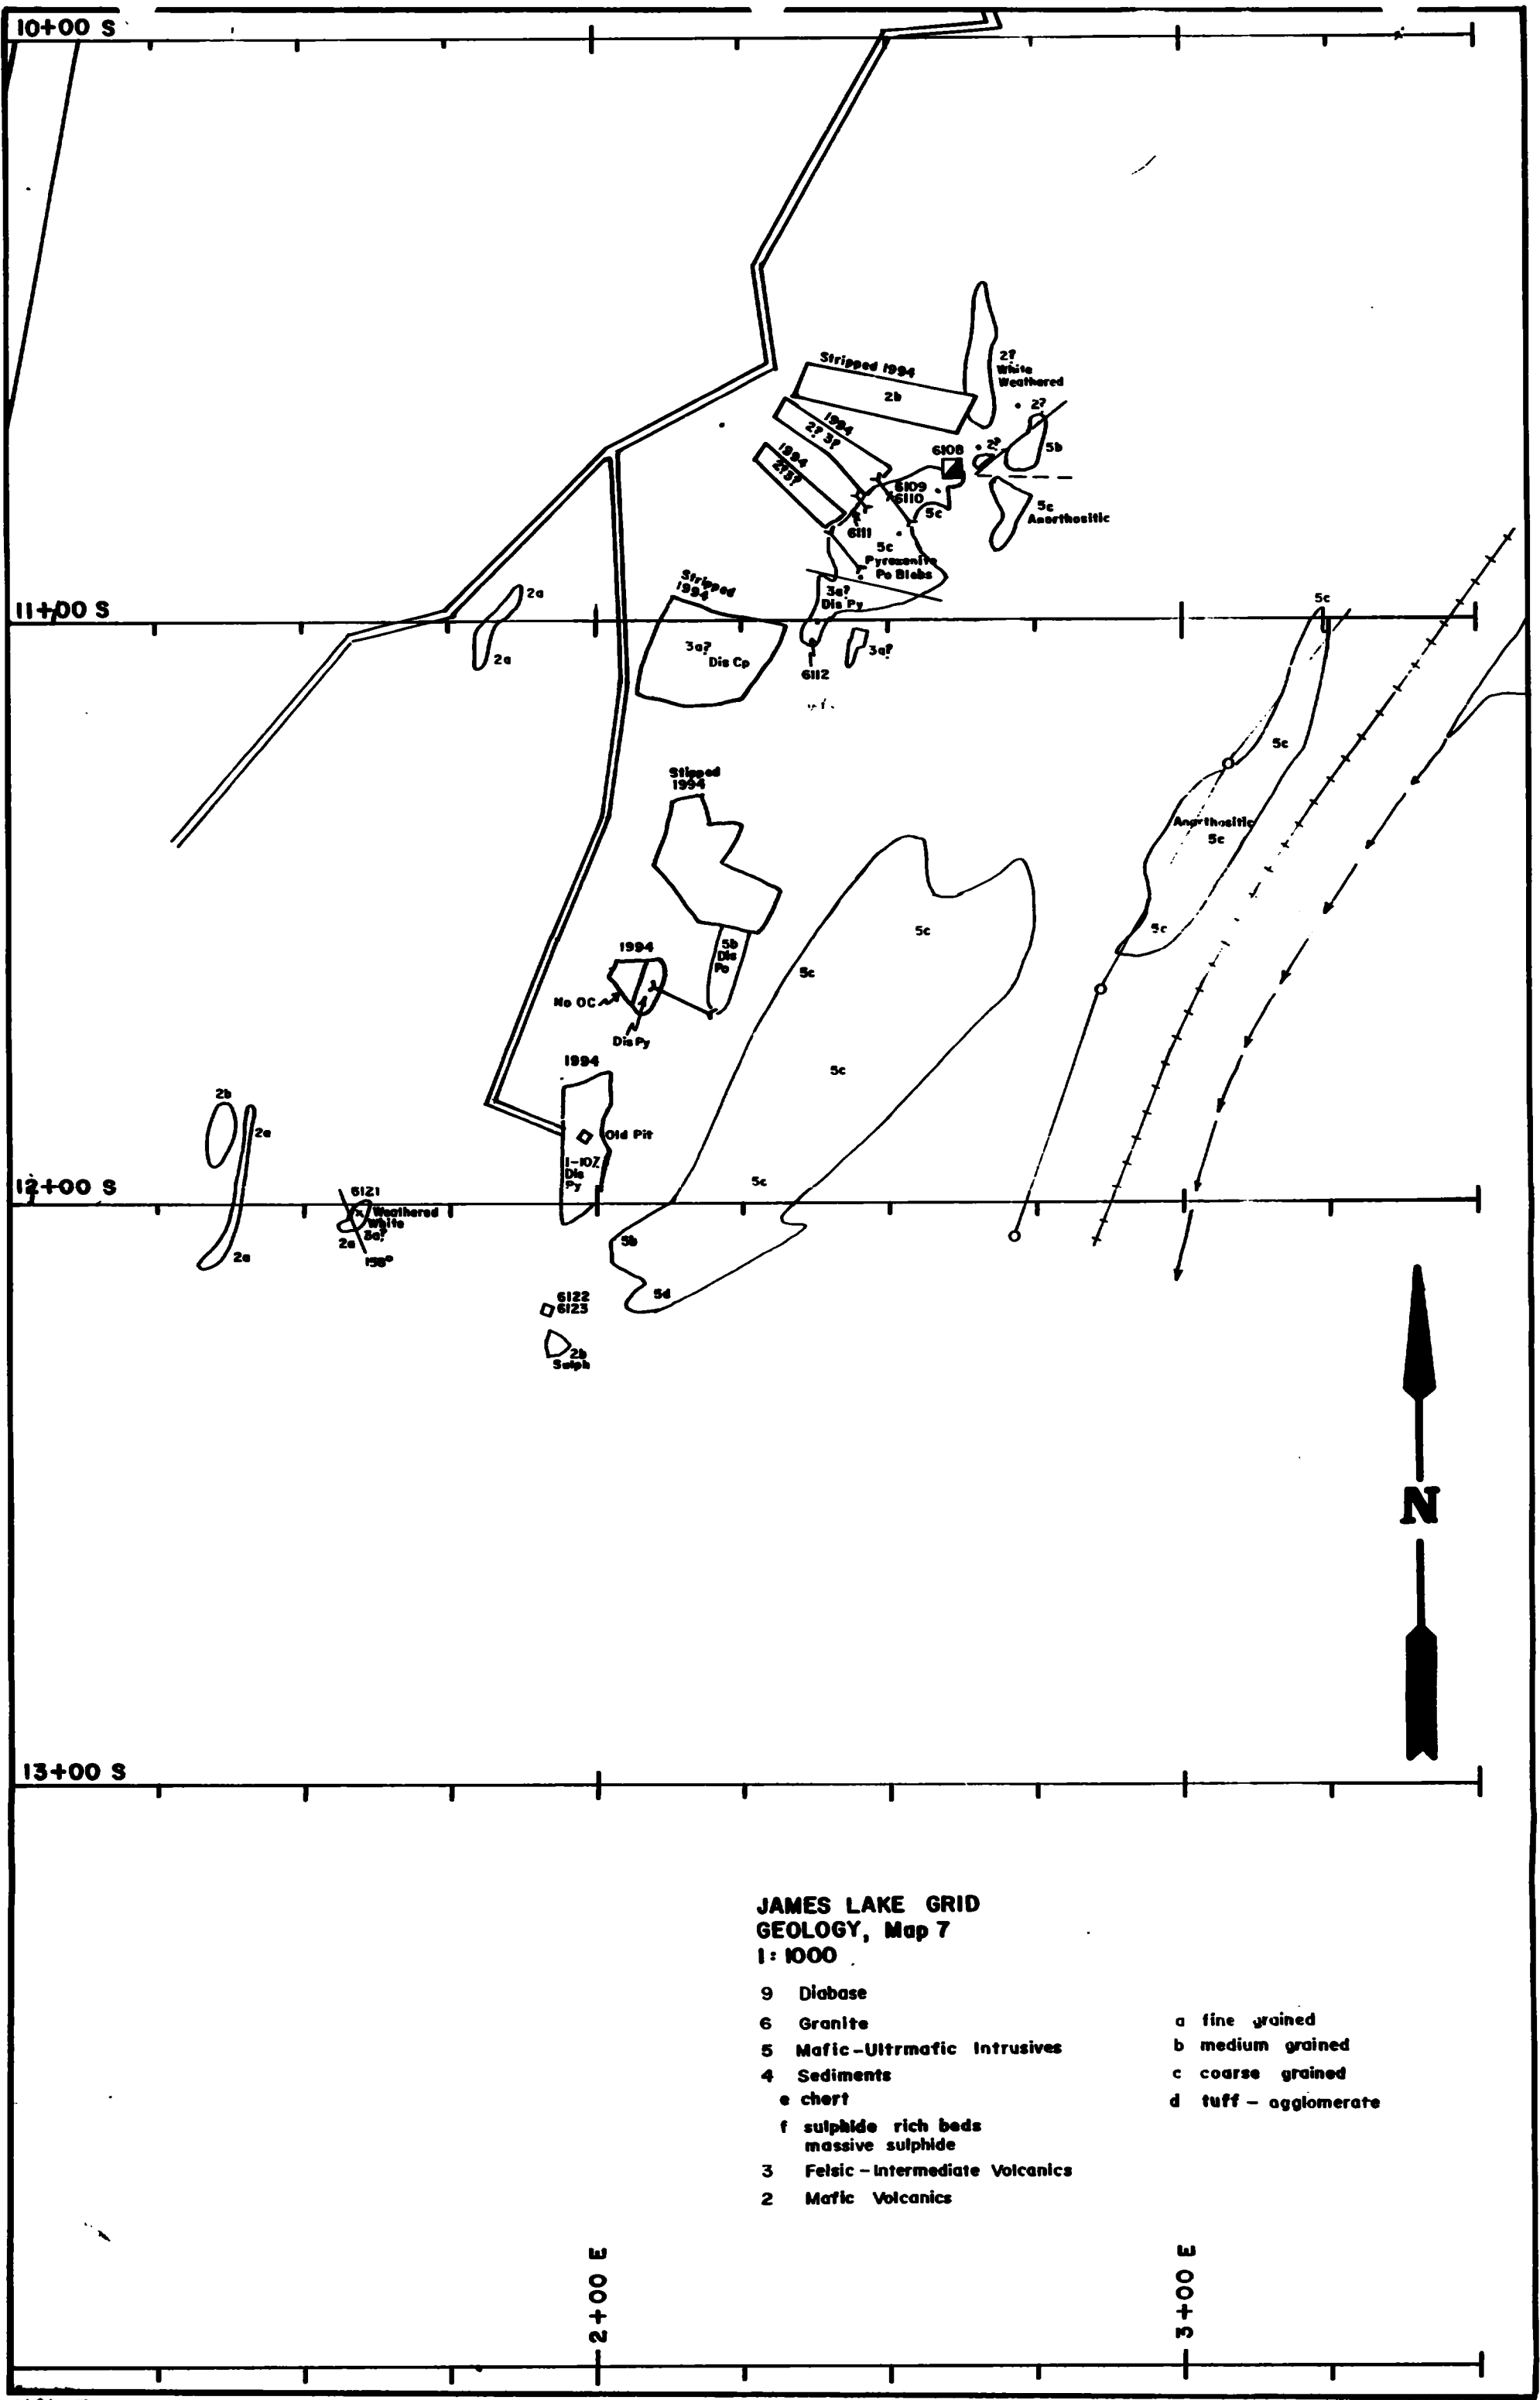 10+00 S
Stripped 1994
2b
2?
White
Weathered
1994
2? 3?
1994
2?3?
2?
5b
2?
6108
6109
6110
5c
6111
5c
Anorthositic
5c
Pyroxenite
Po Blebs
3a?
Dis Py
Stripped
1994
3a?
Dis Cp
2a
2a
11+00 S
5c
3a?
6112
5c
Stipped
1994
Anorthositic
5c
5c
5c
5c
5b
Dis
Po
1994
No OC
Dis Py
5c
1994
Old Pit
1-10%
Dis
Py
2b
2a
2a
5c
12+00 S
6121
Weathered
White
3a?
2a
158°
5b
5d
6122
6123
2b
Sulph
N
13+00 S
JAMES LAKE GRID
GEOLOGY, Map 7
1:1000
9 Diabase
6 Granite
5 Mafic-Ultrmafic Intrusives
4 Sediments
e chert
f sulphide rich beds
massive sulphide
3 Felsic-Intermediate Volcanics
2 Mafic Volcanics
a fine grained
b medium grained
c coarse grained
d tuff - agglomerate
2+00 E
3+00 E